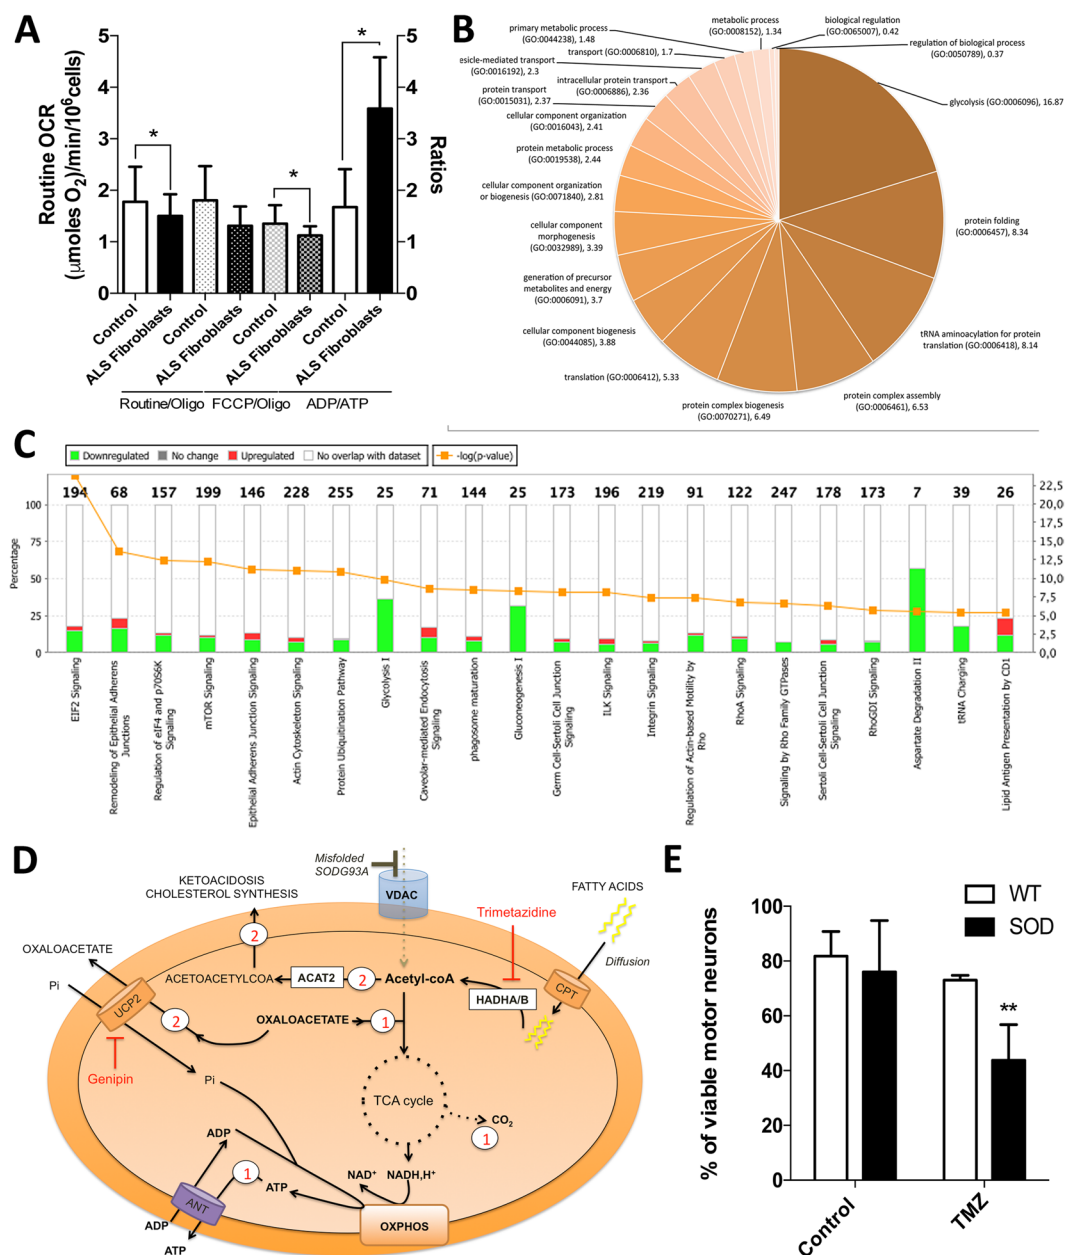 A
Routine OCR
(μmoles O2)/min/10^6cells)
5
4
3
2
1
0
*
*
*
5
4
3
2
1
0
Ratios
Control
ALS Fibroblasts
Control
ALS Fibroblasts
Control
ALS Fibroblasts
Control
ALS Fibroblasts
Routine/Oligo
FCCP/Oligo
ADP/ATP
B
metabolic process
(GO:0008152), 1.34
biological regulation
(GO:0065007), 0.42
primary metabolic process
(GO:0044238), 1.48
regulation of biological process
(GO:0050789), 0.37
transport (GO:0006810), 1.7
esicle-mediated transport
(GO:0016192), 2.3
intracellular protein transport
(GO:0006886), 2.36
glycolysis (GO:0006096), 16.87
protein transport
(GO:0015031), 2.37
cellular component organization
(GO:0016043), 2.41
protein metabolic process
(GO:0019538), 2.44
cellular component organization
or biogenesis (GO:0071840),
2.81
cellular component
morphogenesis
(GO:0032989),
3.39
protein folding
(GO:0006457), 8.34
generation of precursor
metabolites and energy
(GO:0006091), 3.7
cellular component biogenesis
(GO:0044085), 3.88
tRNA aminoacylation for protein
translation (GO:0006418), 8.14
translation (GO:0006412), 5.33
protein complex biogenesis
(GO:0070271), 6.49
protein complex assembly
(GO:0006461), 6.53
C
Downregulated
No change
Upregulated
No overlap with dataset
-log(p-value)
194 68 157 199 146 228 255 25 71 144 25 173 196 219 91 122 247 178 173 7 39 26
Percentage
100
75
50
25
0
22,5
20,0
17,5
15,0
12,5
10,0
7,5
5,0
2,5
0,0
EIF2 Signaling
Remodeling of Epithelial Adherens
Junctions
Regulation of eIF4 and p70S6K
Signaling
mTOR Signaling
Epithelial Adherens Junction Signaling
Actin Cytoskeleton Signaling
Protein Ubiquitination Pathway
Glycolysis I
Caveolar-mediated Endocytosis
Signaling
phagosome maturation
Gluconeogenesis I
Germ Cell-Sertoli Cell Junction
Signaling
ILK Signaling
Integrin Signaling
Regulation of Actin-based Motility by
Rho
RhoA Signaling
Signaling by Rho Family GTPases
Sertoli Cell-Sertoli Cell Junction
Signaling
RhoGDI Signaling
Aspartate Degradation II
tRNA Charging
Lipid Antigen Presentation by CD1
D
Misfolded
SODG93A
VDAC
KETOACIDOSIS
CHOLESTEROL SYNTHESIS
FATTY ACIDS
Trimetazidine
2
OXALOACETATE
Diffusion
ACETOACETYLCOA
ACAT2
2
Acetyl-coA
Pi
HADHA/B
CPT
UCP2
2
OXALOACETATE
1
Genipin
Pi
TCA cycle
CO2
1
ADP
1
ATP
NAD+
NADH,H+
ANT
OXPHOS
ADP
ATP
E
WT
SOD
% of viable motor neurons
100
80
60
40
20
0
**
Control
TMZ